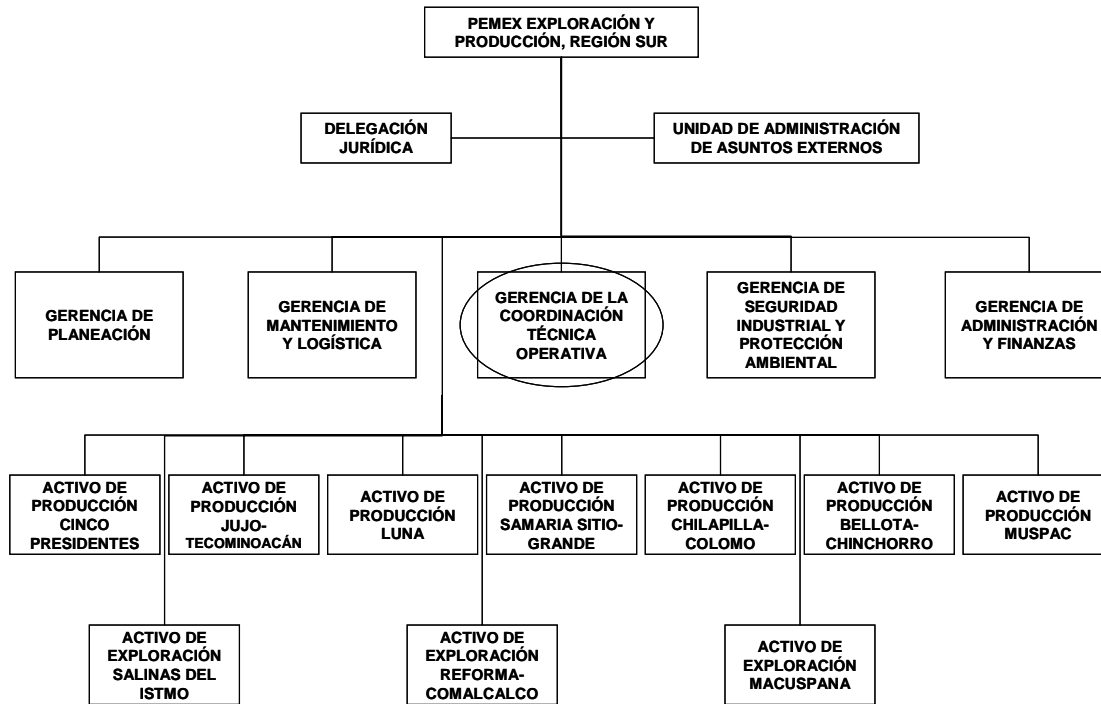 PEMEX EXPLORACIÓN Y
PRODUCCIÓN, REGIÓN SUR
DELEGACIÓN
JURÍDICA
UNIDAD DE ADMINISTRACIÓN
DE ASUNTOS EXTERNOS
GERENCIA DE
PLANEACIÓN
GERENCIA DE
MANTENIMIENTO
Y LOGÍSTICA
GERENCIA DE LA
COORDINACIÓN
TÉCNICA
OPERATIVA
GERENCIA DE
SEGURIDAD
INDUSTRIAL Y
PROTECCIÓN
AMBIENTAL
GERENCIA DE
ADMINISTRACIÓN
Y FINANZAS
ACTIVO DE
PRODUCCIÓN
CINCO
PRESIDENTES
ACTIVO DE
PRODUCCIÓN
JUJO-
TECOMINOACÁN
ACTIVO DE
PRODUCCIÓN
LUNA
ACTIVO DE
PRODUCCIÓN
SAMARIA SITIO-
GRANDE
ACTIVO DE
PRODUCCIÓN
CHILAPILLA-
COLOMO
ACTIVO DE
PRODUCCIÓN
BELLOTA-
CHINCHORRO
ACTIVO DE
PRODUCCIÓN
MUSPAC
ACTIVO DE
EXPLORACIÓN
SALINAS DEL
ISTMO
ACTIVO DE
EXPLORACIÓN
REFORMA-
COMALCALCO
ACTIVO DE
EXPLORACIÓN
MACUSPANA